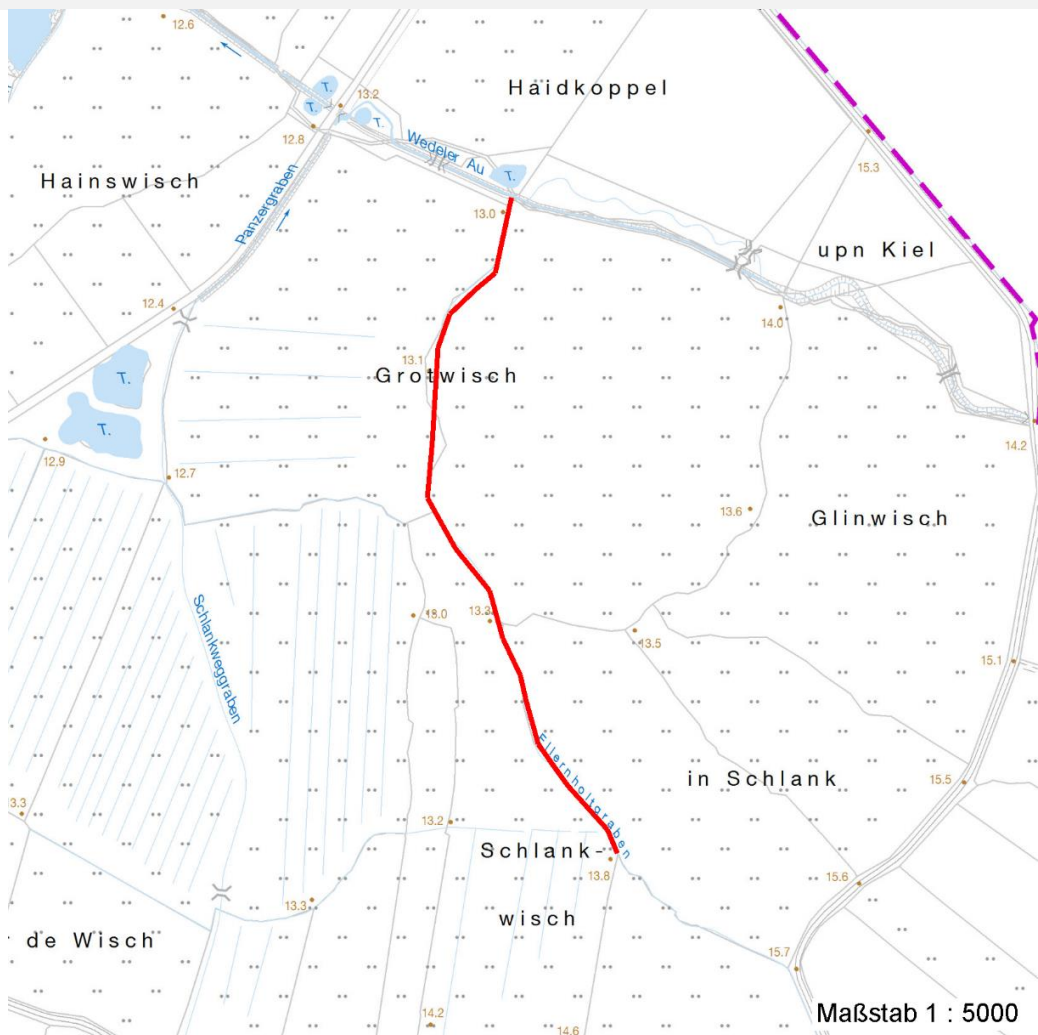 12.6
T.
T.
13.2
T.
12.8
Haidkoppel
Wedeler Au
15.3
Hainswisch
T.
Panzergraben
13.0
upn Kiel
12.4
14.0
13.1
Grotwisch
T.
T.
14.2
12.9
12.7
13.6
Glinwisch
Schlankweggraben
13.0
13.5
15.1
Ellernholtgraben
in Schlank
15.5
3.3
13.2
Schlank-
13.8
15.6
13.3
wisch
de Wisch
15.7
14.2
14.6
Maßstab 1 : 5000